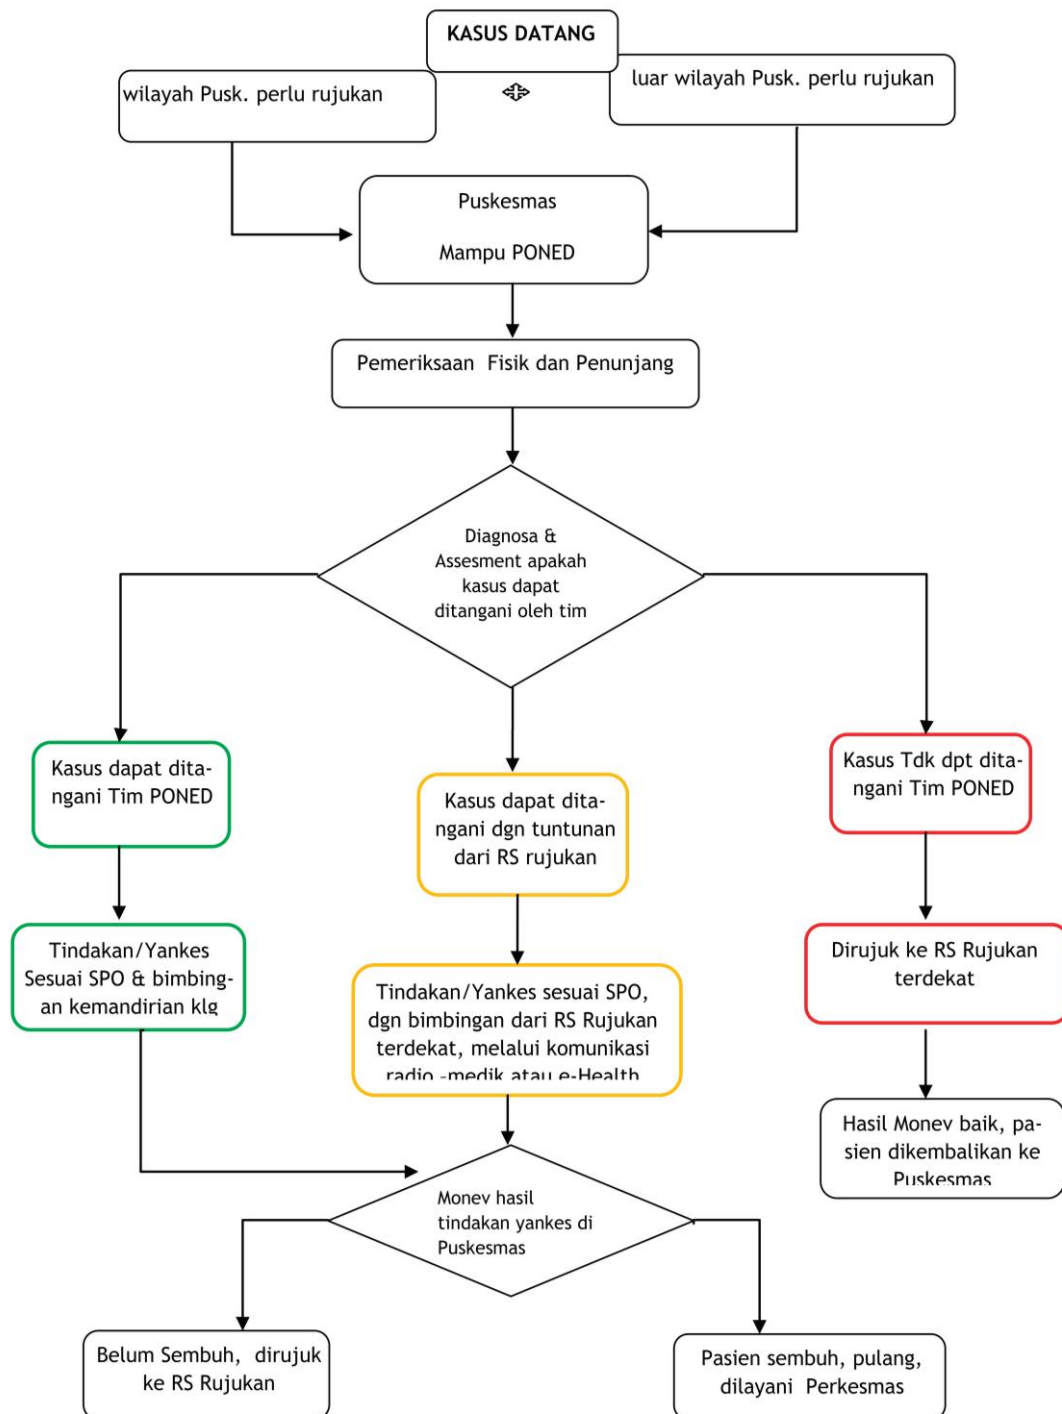 KASUS DATANG
wilayah Pusk. perlu rujukan
luar wilayah Pusk. perlu rujukan
Puskesmas
Mampu PONED
Pemeriksaan Fisik dan Penunjang
Diagnosa &
Assesment apakah
kasus dapat
ditangani oleh tim
Kasus dapat dita-
ngani Tim PONED
Kasus dapat dita-
ngani dgn tuntunan
dari RS rujukan
Kasus Tdk dpt dita-
ngani Tim PONED
Tindakan/Yankes
Sesuai SPO & bimbing-
an kemandirian klg
Tindakan/Yankes sesuai SPO,
dgn bimbingan dari RS Rujukan
terdekat, melalui komunikasi
radio -medik atau e-Health
Dirujuk ke RS Rujukan
terdekat
Hasil Monev baik, pa-
sien dikembalikan ke
Puskesmas
Monev hasil
tindakan yankes di
Puskesmas
Belum Sembuh, dirujuk
ke RS Rujukan
Pasien sembuh, pulang,
dilayani Perkesmas